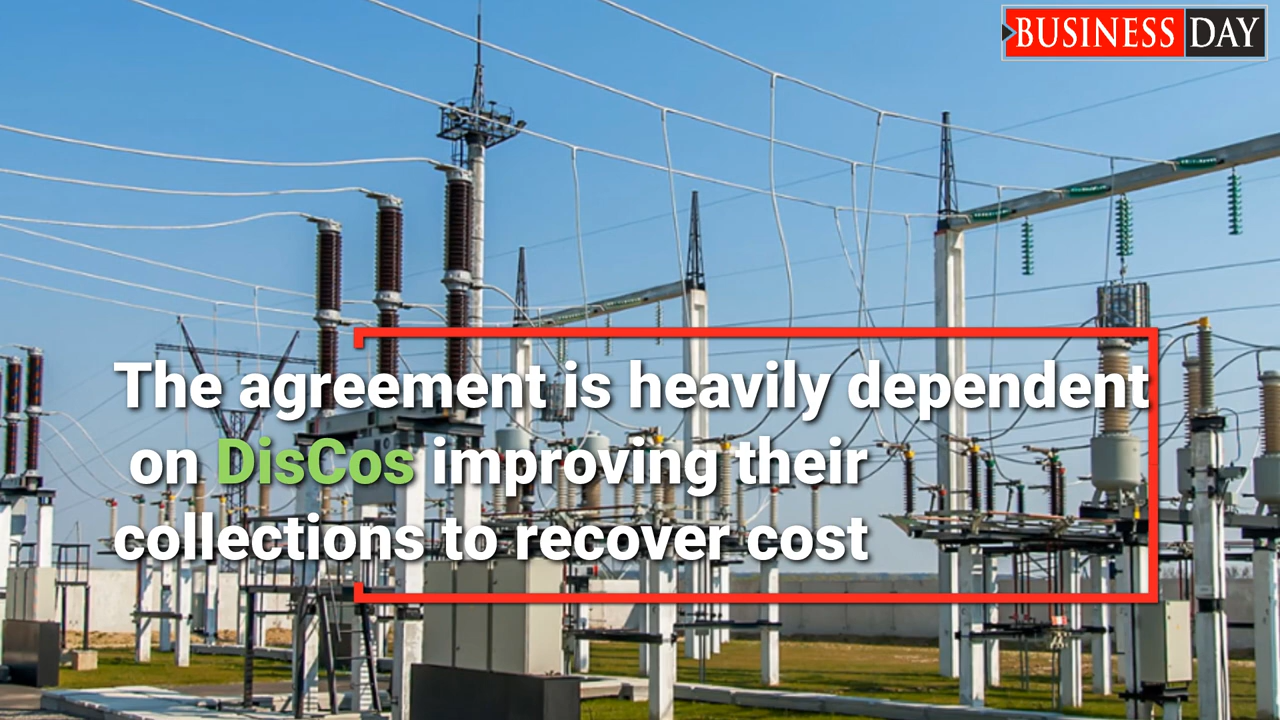 BUSINESS DAY
The agreement is heavily dependent
on DisCos improving their
collections to recover cost